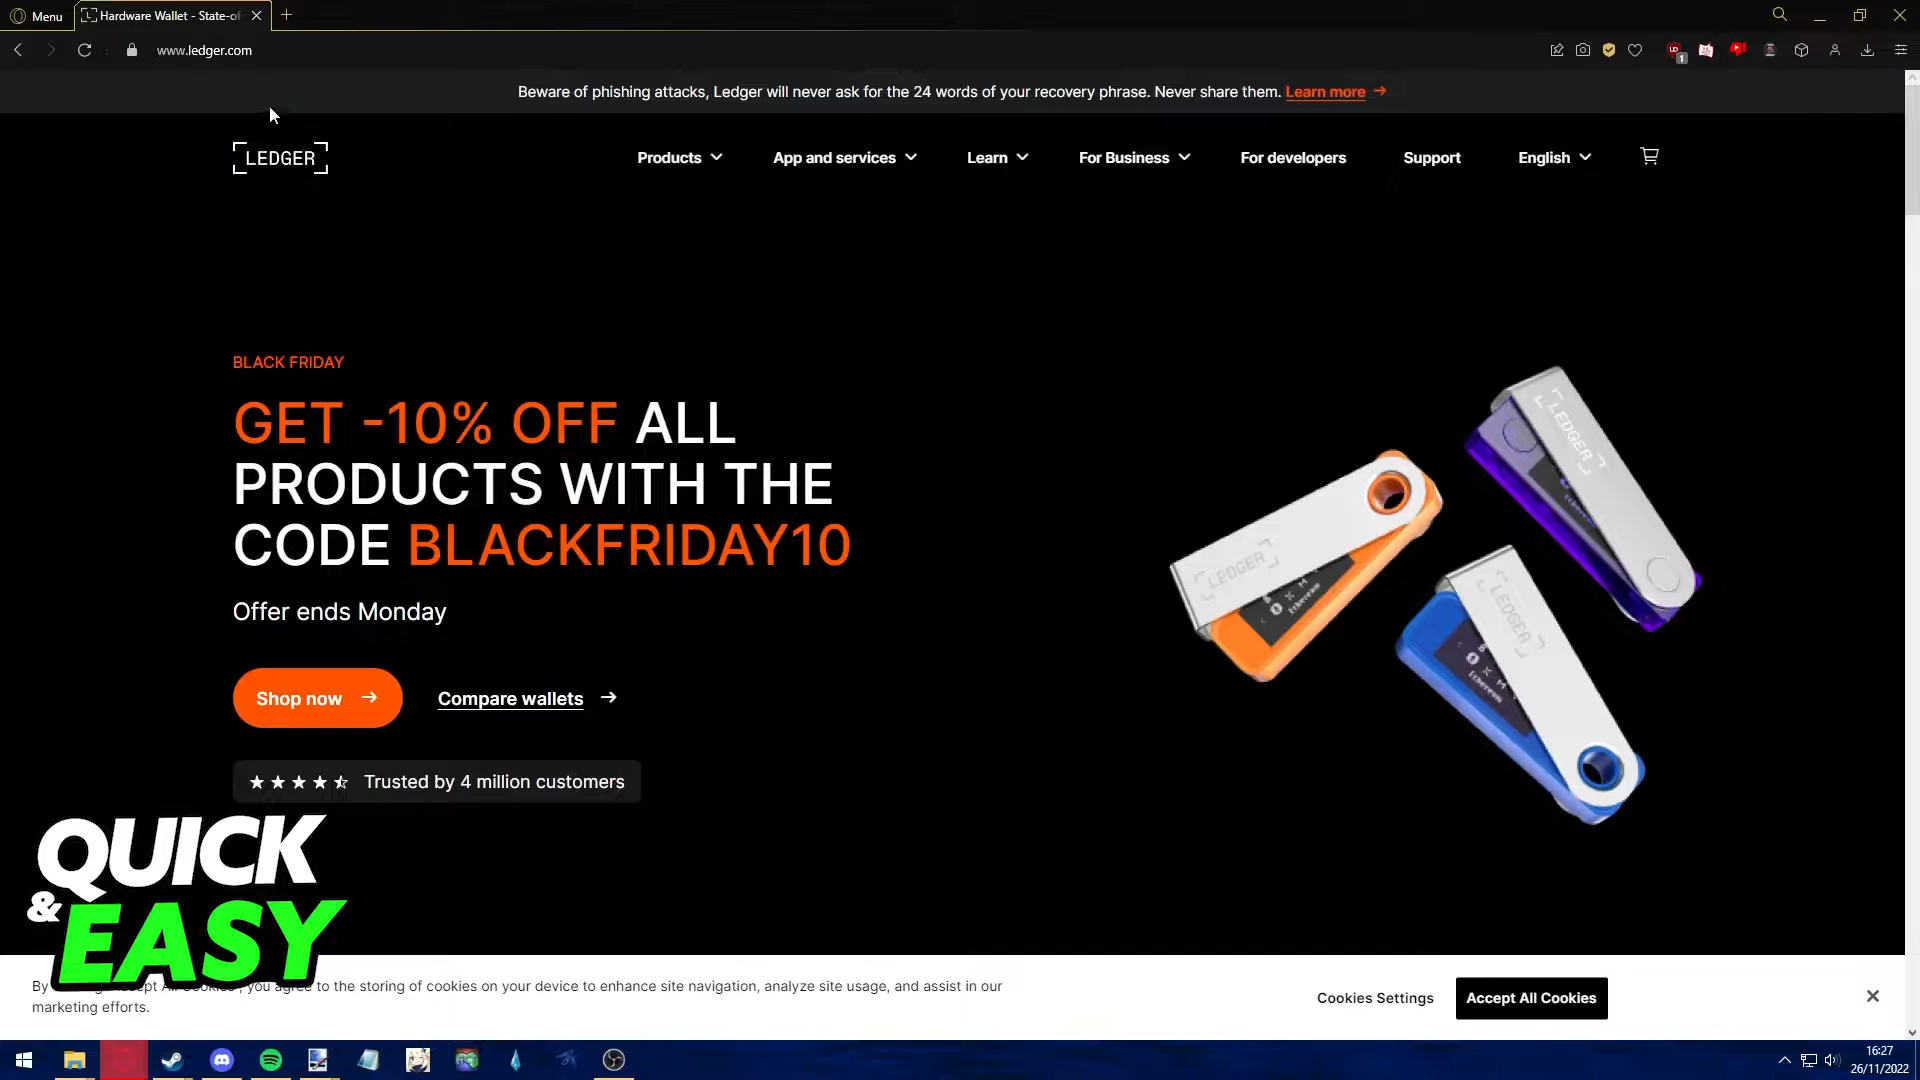 Menu
Hardware Wallet - State-of
www.ledger.com
Beware of phishing attacks, Ledger will never ask for the 24 words of your recovery phrase. Never share them. Learn more
LEDGER
Products
App and services
Learn
For Business
For developers
Support
English
BLACK FRIDAY
GET -10% OFF ALL
PRODUCTS WITH THE
CODE BLACKFRIDAY10
Offer ends Monday
Shop now
Compare wallets
Trusted by 4 million customers
LEDGER
Ethereum
LEDGER
LEDGER
Ethereum
QUICK
& EASY
By
, you agree to the storing of cookies on your device to enhance site navigation, analyze site usage, and assist in our
marketing efforts.
Cookies Settings
Accept All Cookies
16:27
26/11/2022